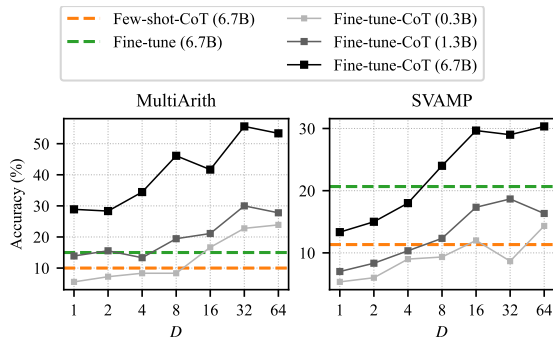 Few-shot-CoT (6.7B)
Fine-tune (6.7B)
Fine-tune-CoT (0.3B)
Fine-tune-CoT (1.3B)
Fine-tune-CoT (6.7B)
MultiArith
SVAMP
Accuracy (%)
50
40
30
20
10
1 2 4 8 16 32 64
D
30
20
10
1 2 4 8 16 32 64
D